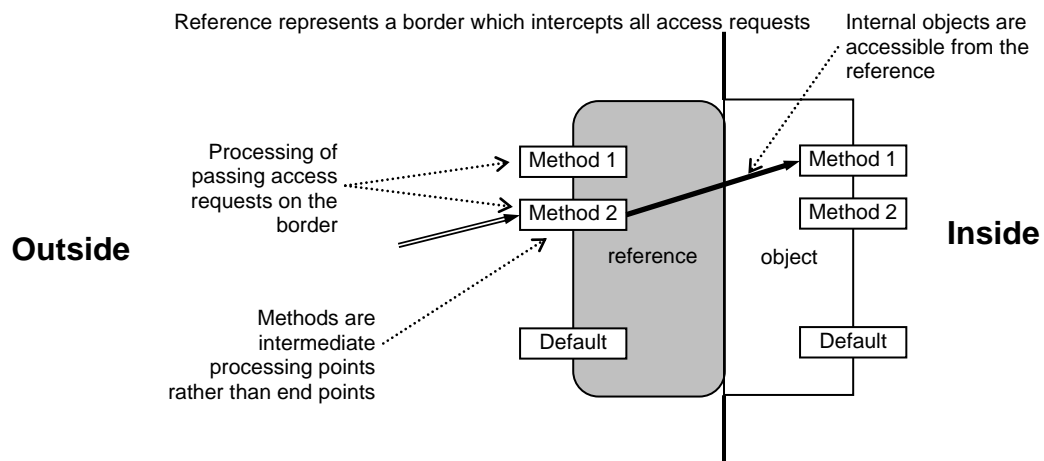 Reference represents a border which intercepts all access requests
Internal objects are
accessible from the
reference
Processing of
passing access
requests on the
border
Method 1
Method 2
Method 1
Method 2
Outside
reference
object
Inside
Methods are
intermediate
processing points
rather than end points
Default
Default